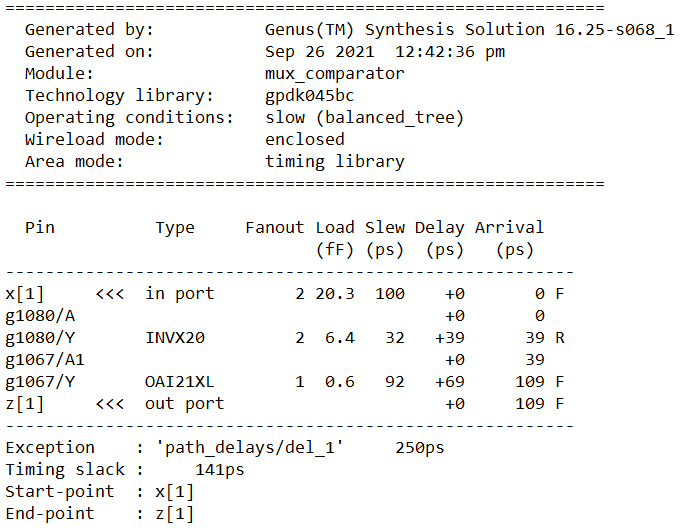 ============================================================
  Generated by:           Genus(TM) Synthesis Solution 16.25-s068_1
  Generated on:           Sep 26 2021  12:42:36 pm
  Module:                 mux_comparator
  Technology library:     gpdk045bc
  Operating conditions:   slow (balanced_tree)
  Wireload mode:          enclosed
  Area mode:              timing library
============================================================

  Pin          Type     Fanout Load Slew Delay Arrival
                               (fF) (ps)  (ps)   (ps)
---------------------------------------------------------
x[1]     <<<  in port        2 20.3  100    +0       0 F
g1080/A                                     +0       0
g1080/Y       INVX20         2  6.4   32   +39      39 R
g1067/A1                                    +0      39
g1067/Y       OAI21XL        1  0.6   92   +69     109 F
z[1]     <<<  out port                      +0     109 F
---------------------------------------------------------
Exception    : 'path_delays/del_1'     250ps
Timing slack :     141ps
Start-point  : x[1]
End-point    : z[1]